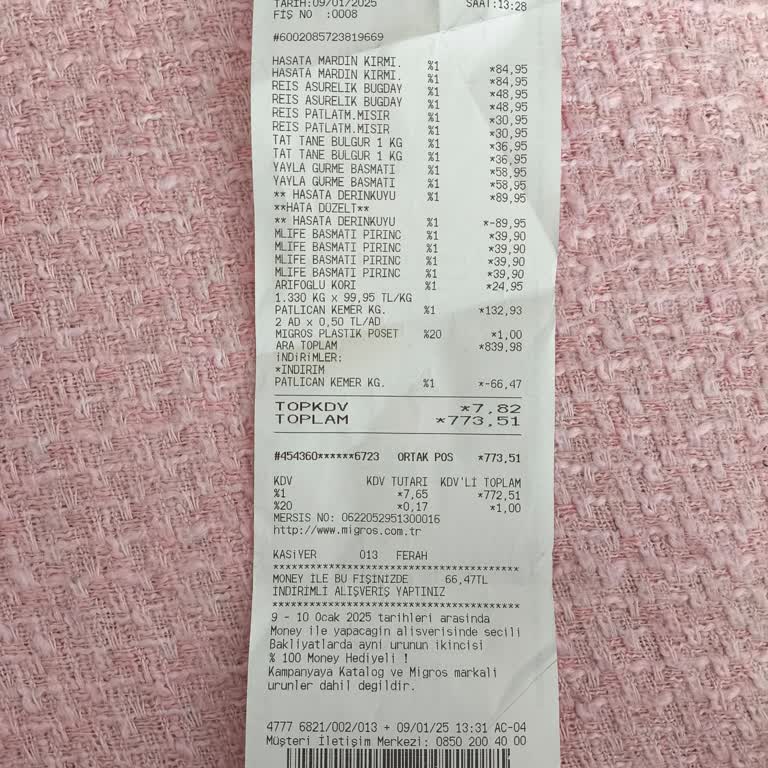 TARİH:09/01/2025 SAAT:13:28
FİŞ NO :0008
#6002085723819669
HASATA MARDIN KIRMI. %1 *84,95
HASATA MARDIN KIRMI. %1 *84,95
REIS ASURELIK BUGDAY %1 *48,95
REIS ASURELIK BUGDAY %1 *48,95
REIS PATLATM.MISIR %1 *30,95
REIS PATLATM.MISIR %1 *30,95
TAT TANE BULGUR 1 KG %1 *36,95
TAT TANE BULGUR 1 KG %1 *36,95
YAYLA GURME BASMATI %1 *58,95
YAYLA GURME BASMATI %1 *58,95
** HASATA DERINKUYU %1 *89,95
**HATA DÜZELT**
** HASATA DERINKUYU %1 *-89,95
MLIFE BASMATI PIRINC %1 *39,90
MLIFE BASMATI PIRINC %1 *39,90
MLIFE BASMATI PIRINC %1 *39,90
MLIFE BASMATI PIRINC %1 *39,90
ARIFOGLU KORI %1 *24,95
1.330 KG x 99,95 TL/KG
PATLICAN KEMER KG. %1 *132,93
2 AD x 0,50 TL/AD
MIGROS PLASTIK POSET %20 *1,00
ARA TOPLAM *839,98
İNDİRİMLER:
*INDIRIM
PATLICAN KEMER KG. %1 *-66,47
TOPKDV *7,82
TOPLAM *773,51
#454360******6723 ORTAK POS *773,51
KDV KDV TUTARI KDV'Lİ TOPLAM
%1 *7,65 *772,51
%20 *0,17 *1,00
MERSIS NO: 0622052951300016
http://www.migros.com.tr
KASİYER 013 FERAH
***************************************
MONEY İLE BU FİŞİNİZDE 66,47TL
İNDİRİMLİ ALIŞVERİŞ YAPTINIZ
***************************************
9 - 10 Ocak 2025 tarihleri arasinda
Money ile yapacagin alisverisinde secili
Bakliyatlarda ayni urunun ikincisi
% 100 Money Hediyeli !
Kampanyaya Katalog ve Migros markali
urunler dahil degildir.
4777 6821/002/013 + 09/01/25 13:31 AC-04
Müşteri İletişim Merkezi: 0850 200 40 00